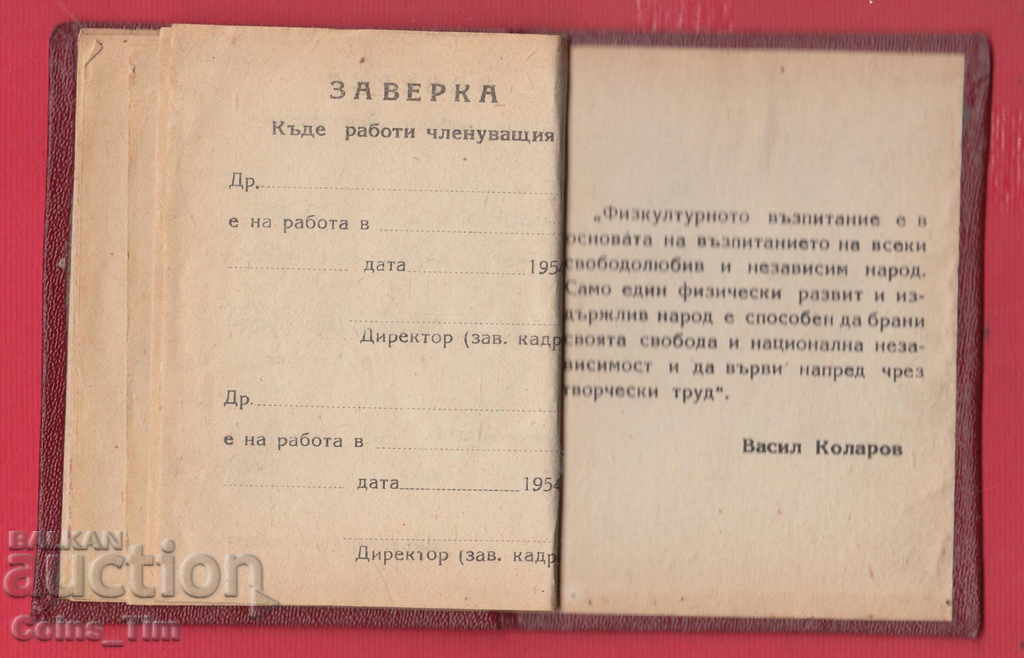 ЗАВЕРКА
Къде работи членуващия
Др.
е на работа в
дата 1954
Директор (зав. кадр
Др.
е на работа в
дата 1954
Директор (зав. кадр
„Физкултурното възпитание е в
основата на възпитанието на всеки
свободолюбив и независим народ.
Само един физически развит и из-
държлив народ е способен да брани
своята свобода и национална неза-
висимост и да върви напред чрез
творчески труд".
Васил Коларов
BALKAN
auction
Coins_Tim